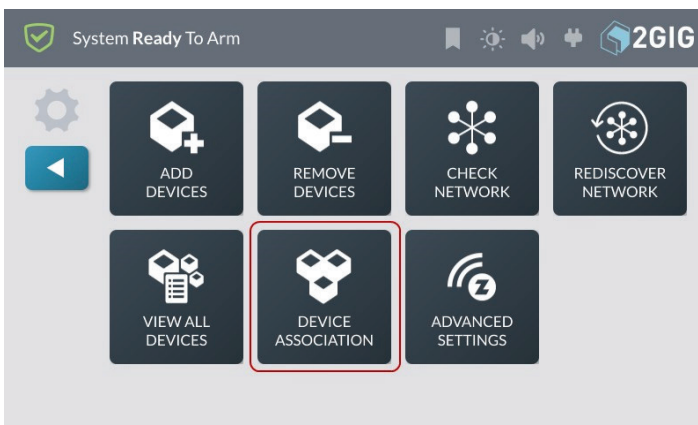 System Ready To Arm
2GIG
ADD
DEVICES
REMOVE
DEVICES
CHECK
NETWORK
REDISCOVER
NETWORK
VIEW ALL
DEVICES
DEVICE
ASSOCIATION
Z
ADVANCED
SETTINGS